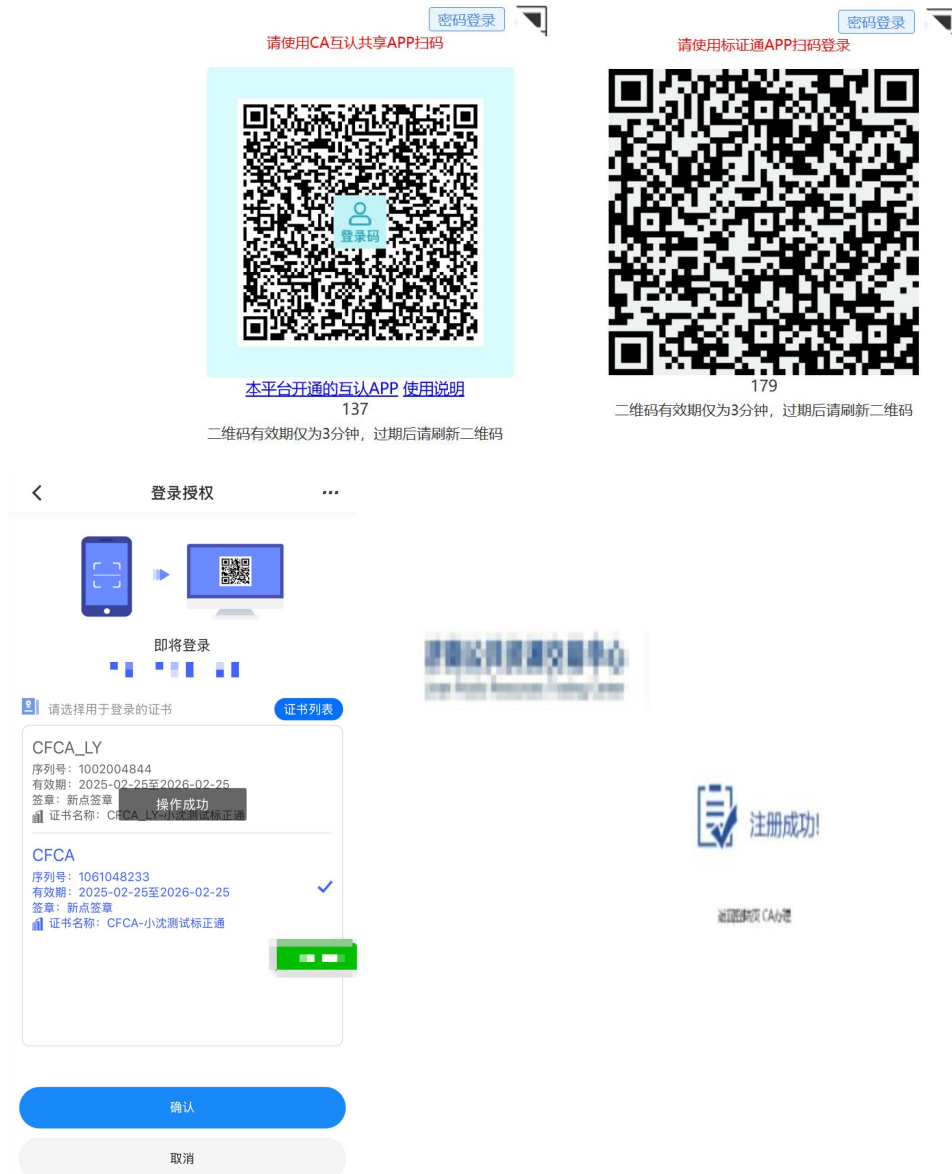 密码登录
请使用CA互认共享APP扫码
登录码
本平台开通的互认APP 使用说明
137
二维码有效期仅为3分钟，过期后请刷新二维码
密码登录
请使用标证通APP扫码登录
179
二维码有效期仅为3分钟，过期后请刷新二维码
登录授权
即将登录
请选择用于登录的证书
证书列表
CFCA_LY
序列号：1002004844
有效期：2025-02-25至2026-02-25
签章：新点签章
操作成功
证书名称：CFCA_LY-小沈测试标正通
CFCA
序列号：1061048233
有效期：2025-02-25至2026-02-25
签章：新点签章
证书名称：CFCA-小沈测试标正通
确认
取消
注册成功!
CA办理